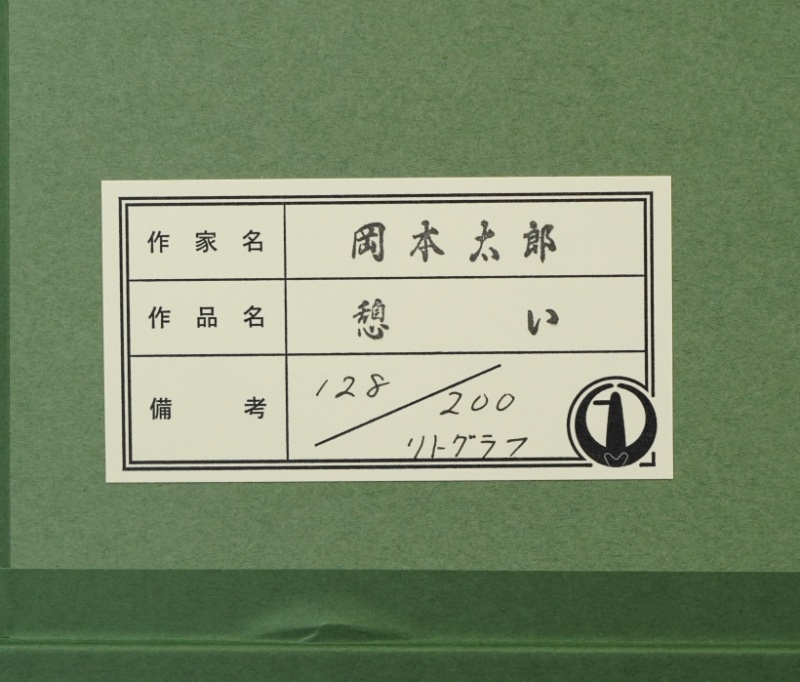 作家名 岡本太郎
作品名 憩い
備考 128/200
リトグラフ